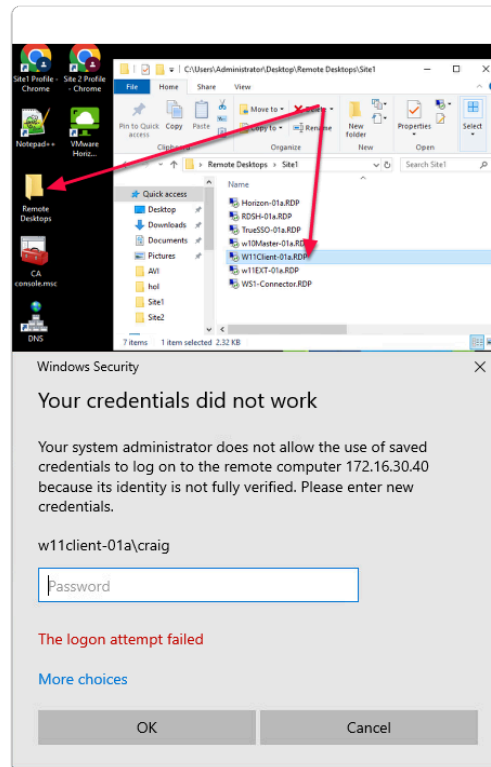 Site1 Profile - Chrome
Site 2 Profile - Chrome
Notepad++
VMware Horiz...
Remote Desktops
CA console.msc
DNS
C:\Users\Administrator\Desktop\Remote Desktops\Site1
File
Home
Share
View
Pin to Quick access
Copy
Paste
Move to
Delete
Copy to
Rename
New folder
Properties
Select
Clipboard
Organize
New
Open
Remote Desktops > Site1
Search Site1
Quick access
Desktop
Downloads
Documents
Pictures
AVI
hol
Site1
Site2
Name
Horizon-01a.RDP
RDSH-01a.RDP
TrueSSO-01a.RDP
w10Master-01a.RDP
W11Client-01a.RDP
w11EXT-01a.RDP
WS1-Connector.RDP
7 items
1 item selected 2.32 KB
Windows Security
Your credentials did not work
Your system administrator does not allow the use of saved
credentials to log on to the remote computer 172.16.30.40
because its identity is not fully verified. Please enter new
credentials.
w11client-01a\craig
Password
The logon attempt failed
More choices
OK
Cancel